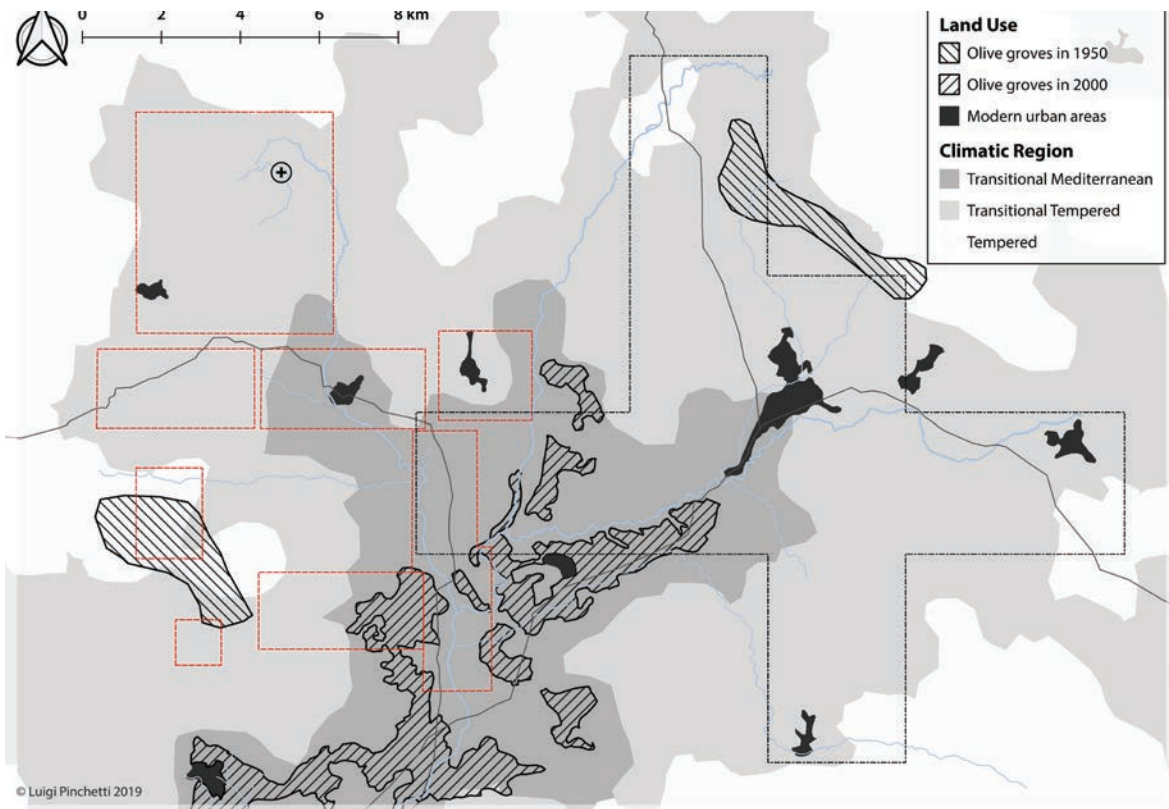 0 2 4 6 8 km
Land Use
Olive groves in 1950
Olive groves in 2000
Modern urban areas
Climatic Region
Transitional Mediterranean
Transitional Tempered
Tempered
© Luigi Pinchetti 2019